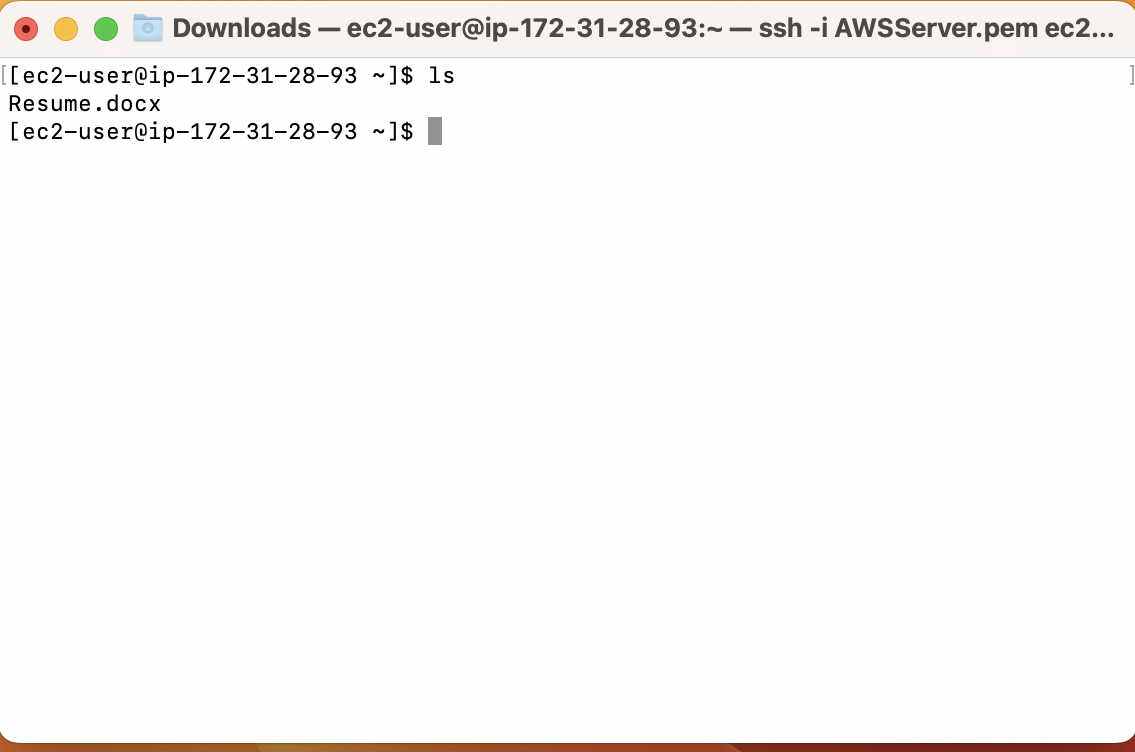 Downloads — ec2-user@ip-172-31-28-93:~ — ssh -i AWSServer.pem ec2...
[[ec2-user@ip-172-31-28-93 ~]$ ls ]
Resume.docx
[ec2-user@ip-172-31-28-93 ~]$